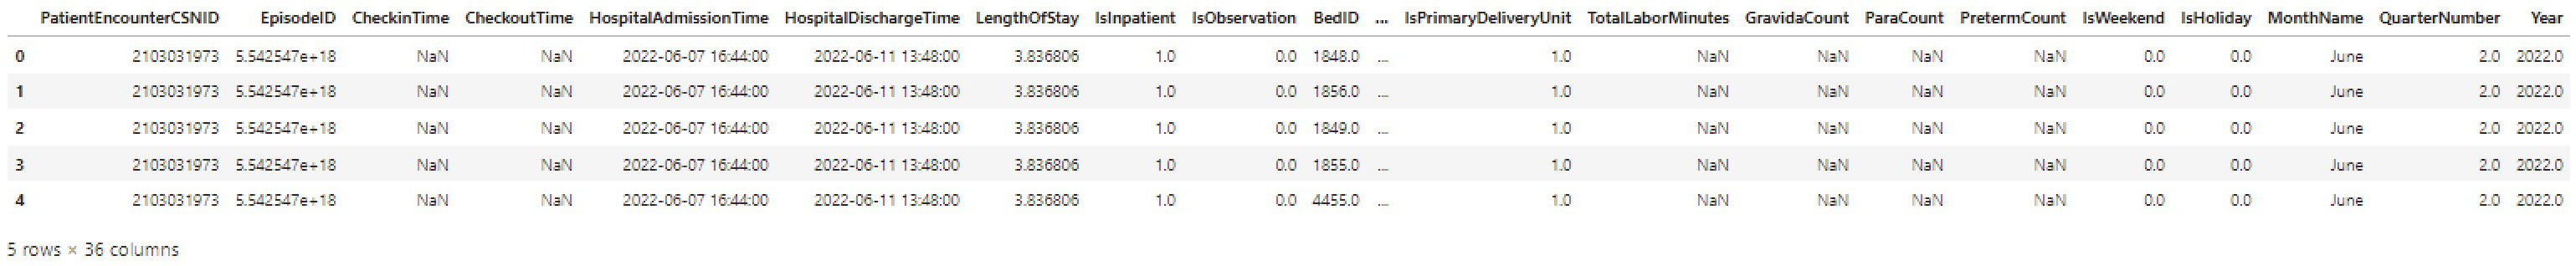 PatientEncounterCSNID EpisodeID CheckinTime CheckoutTime HospitalAdmissionTime HospitalDischargeTime LengthOfStay IsInpatient IsObservation BedID ... IsPrimaryDeliveryUnit TotalLaborMinutes GravidaCount ParaCount PretermCount IsWeekend IsHoliday MonthName QuarterNumber Year
0 2103031973 5.542547e+18 NaN NaN 2022-06-07 16:44:00 2022-06-11 13:48:00 3.836806 1.0 0.0 1848.0 ... 1.0 NaN NaN NaN NaN 0.0 0.0 June 2.0 2022.0
1 2103031973 5.542547e+18 NaN NaN 2022-06-07 16:44:00 2022-06-11 13:48:00 3.836806 1.0 0.0 1856.0 ... 1.0 NaN NaN NaN NaN 0.0 0.0 June 2.0 2022.0
2 2103031973 5.542547e+18 NaN NaN 2022-06-07 16:44:00 2022-06-11 13:48:00 3.836806 1.0 0.0 1849.0 ... 1.0 NaN NaN NaN NaN 0.0 0.0 June 2.0 2022.0
3 2103031973 5.542547e+18 NaN NaN 2022-06-07 16:44:00 2022-06-11 13:48:00 3.836806 1.0 0.0 1855.0 ... 1.0 NaN NaN NaN NaN 0.0 0.0 June 2.0 2022.0
4 2103031973 5.542547e+18 NaN NaN 2022-06-07 16:44:00 2022-06-11 13:48:00 3.836806 1.0 0.0 4455.0 ... 1.0 NaN NaN NaN NaN 0.0 0.0 June 2.0 2022.0
5 rows × 36 columns